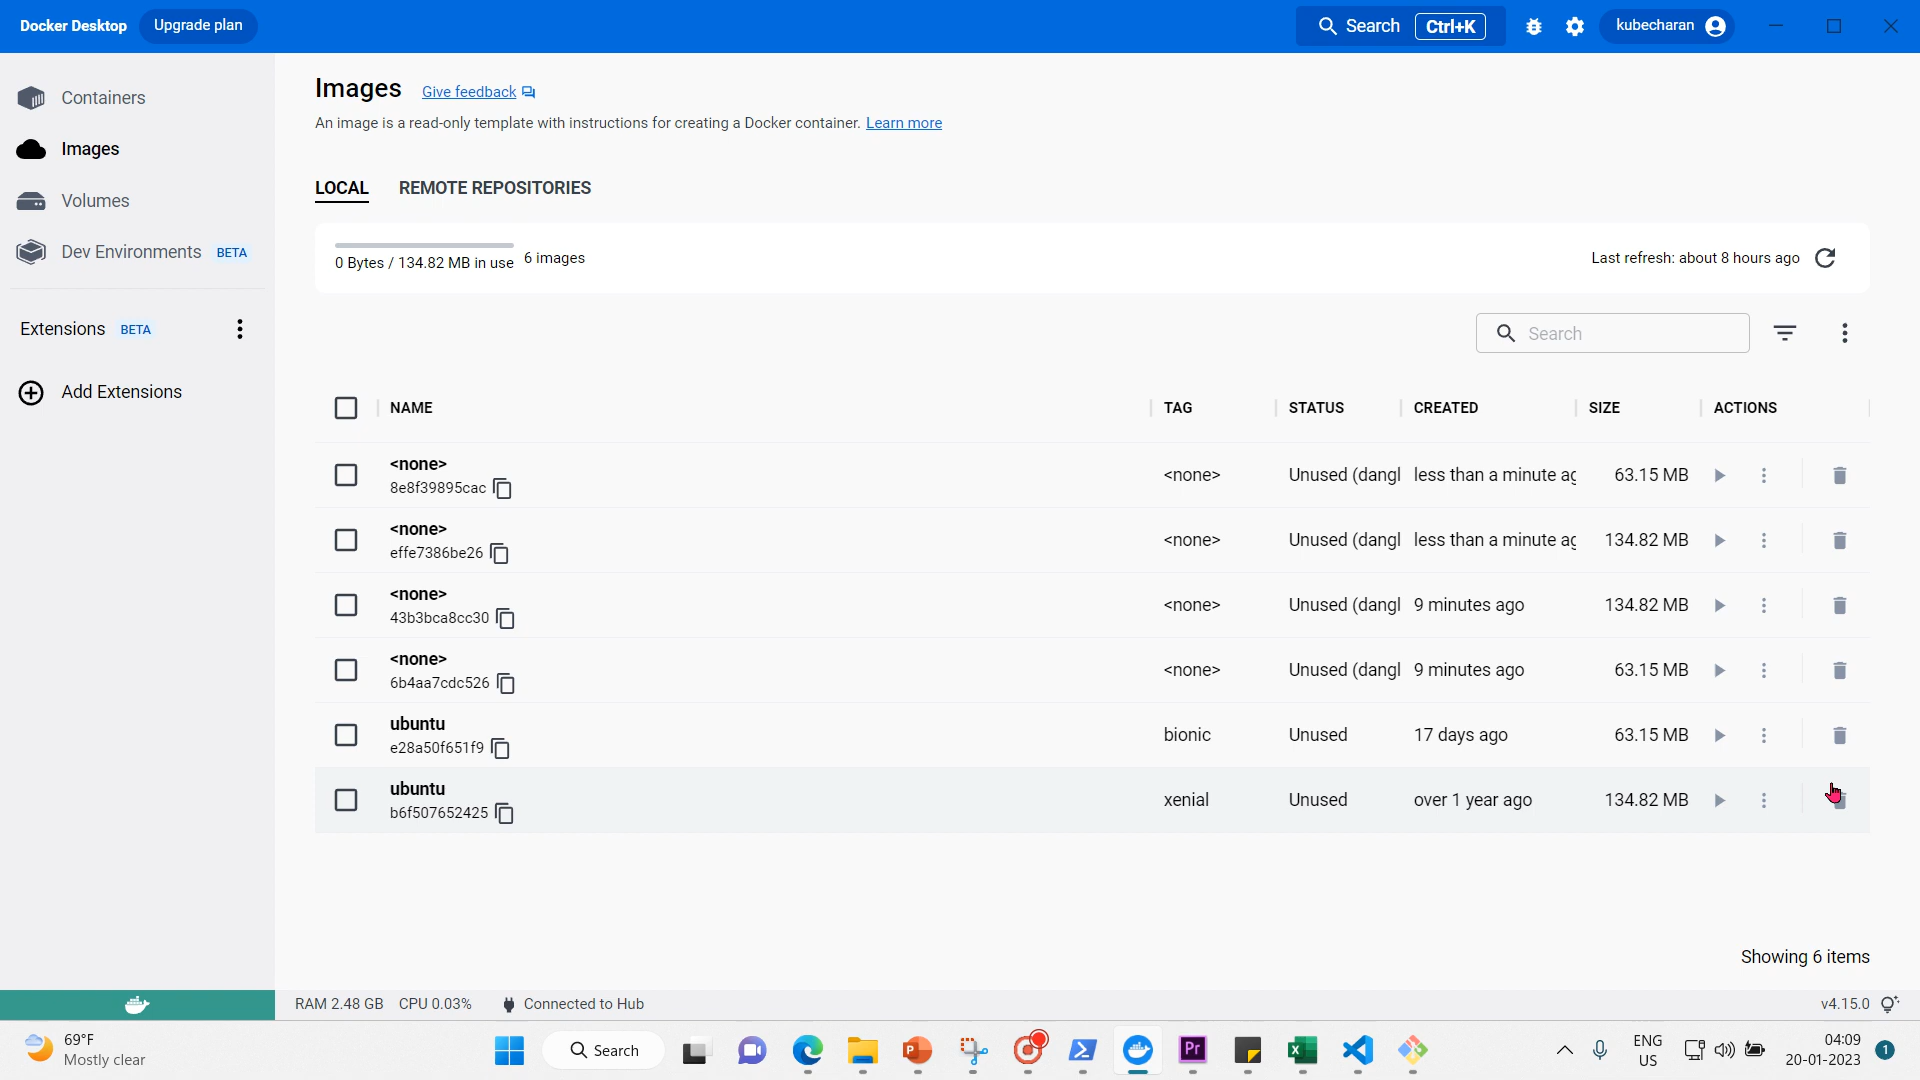 Docker Desktop Upgrade plan Search Ctrl+K kubecharan
Containers
Images
Volumes
Dev Environments BETA
Extensions BETA
Add Extensions
Images Give feedback
An image is a read-only template with instructions for creating a Docker container. Learn more
LOCAL REMOTE REPOSITORIES
0 Bytes / 134.82 MB in use 6 images Last refresh: about 8 hours ago
Search
NAME TAG STATUS CREATED SIZE ACTIONS
<none>
8e8f39895cac <none> Unused (dangl less than a minute ag 63.15 MB
<none>
effe7386be26 <none> Unused (dangl less than a minute ag 134.82 MB
<none>
43b3bca8cc30 <none> Unused (dangl 9 minutes ago 134.82 MB
<none>
6b4aa7cdc526 <none> Unused (dangl 9 minutes ago 63.15 MB
ubuntu
e28a50f651f9 bionic Unused 17 days ago 63.15 MB
ubuntu
b6f507652425 xenial Unused over 1 year ago 134.82 MB
Showing 6 items
RAM 2.48 GB CPU 0.03% Connected to Hub v4.15.0
69°F
Mostly clear
Search
Pr
ENG
US
04:09
20-01-2023
1